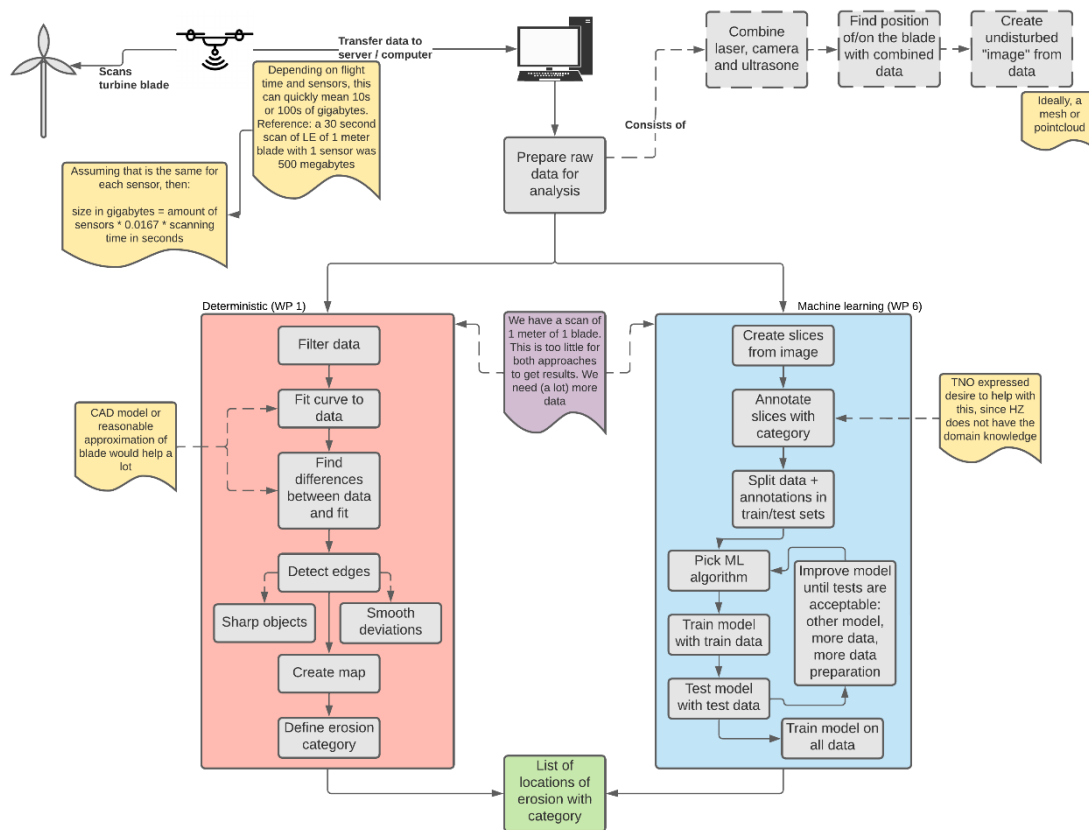 Scans
turbine blade
Transfer data to
server / computer
Depending on flight
time and sensors, this
can quickly mean 10s
or 100s of gigabytes.
Reference: a 30 second
scan of LE of 1 meter
blade with 1 sensor was
500 megabytes
Assuming that is the same for
each sensor, then:
size in gigabytes = amount of
sensors * 0.0167 * scanning
time in seconds
Combine
laser, camera
and ultrasone
Find position
of/on the blade
with combined
data
Create
undisturbed
"image" from
data
Ideally, a
mesh or
pointcloud
Consists of
Prepare raw
data for
analysis
Deterministic (WP 1)
Filter data
Fit curve to
data
Find
differences
between data
and fit
Detect edges
Sharp objects
Smooth
deviations
Create map
Define erosion
category
CAD model or
reasonable
approximation of
blade would help a
lot
We have a scan of
1 meter of 1 blade.
This is too little for
both approaches
to get results. We
need (a lot) more
data
Machine learning (WP 6)
Create slices
from image
Annotate
slices with
category
Split data +
annotations in
train/test sets
Pick ML
algorithm
Train model
with train data
Test model
with test data
Improve model
until tests are
acceptable:
other model,
more data,
more data
preparation
Train model on
all data
TNO expressed
desire to help with
this, since HZ
does not have the
domain knowledge
List of
locations of
erosion with
category